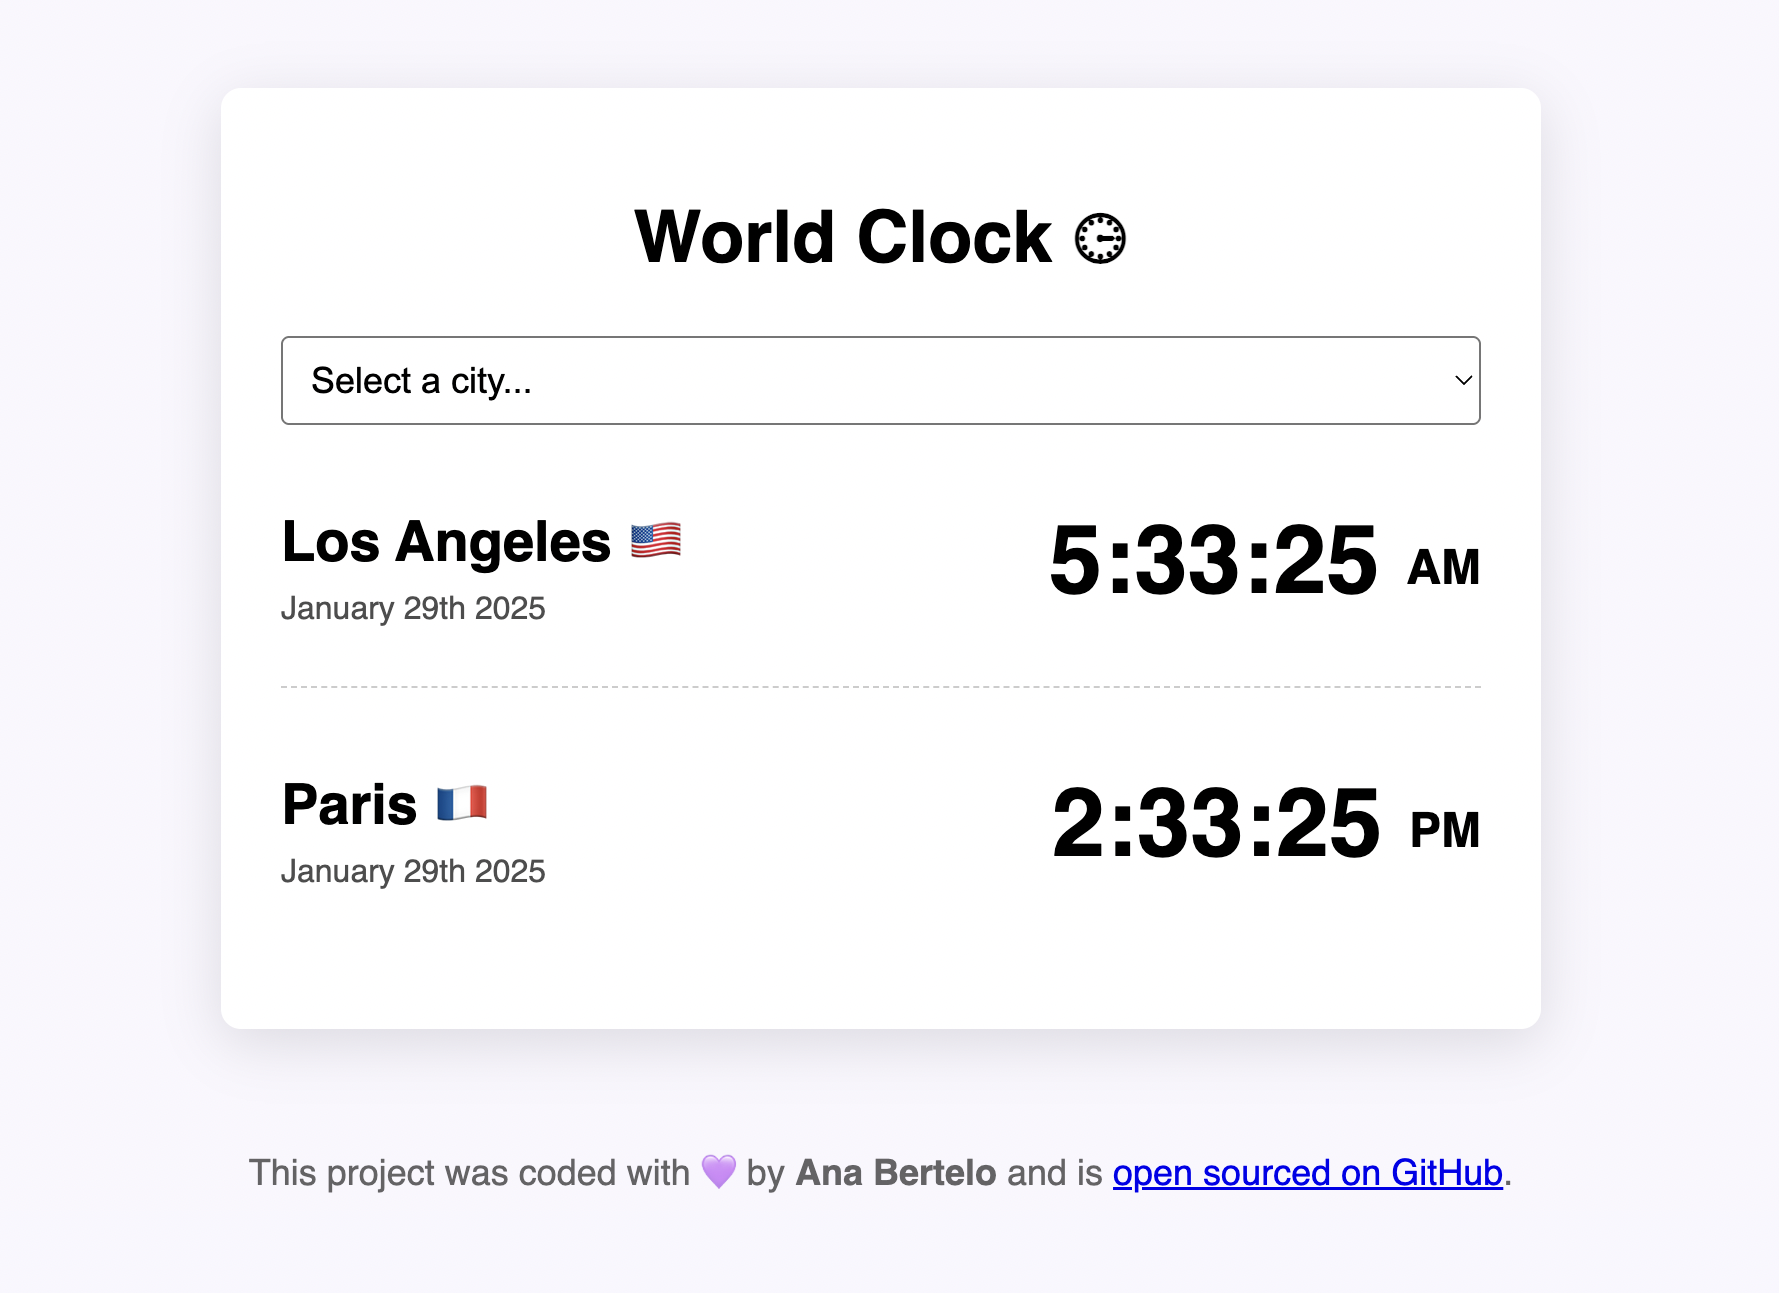 World Clock
Select a city...
Los Angeles 🇺🇸
5:33:25 AM
January 29th 2025
Paris 🇫🇷
2:33:25 PM
January 29th 2025
This project was coded with 💜 by Ana Bertelo and is open sourced on GitHub.